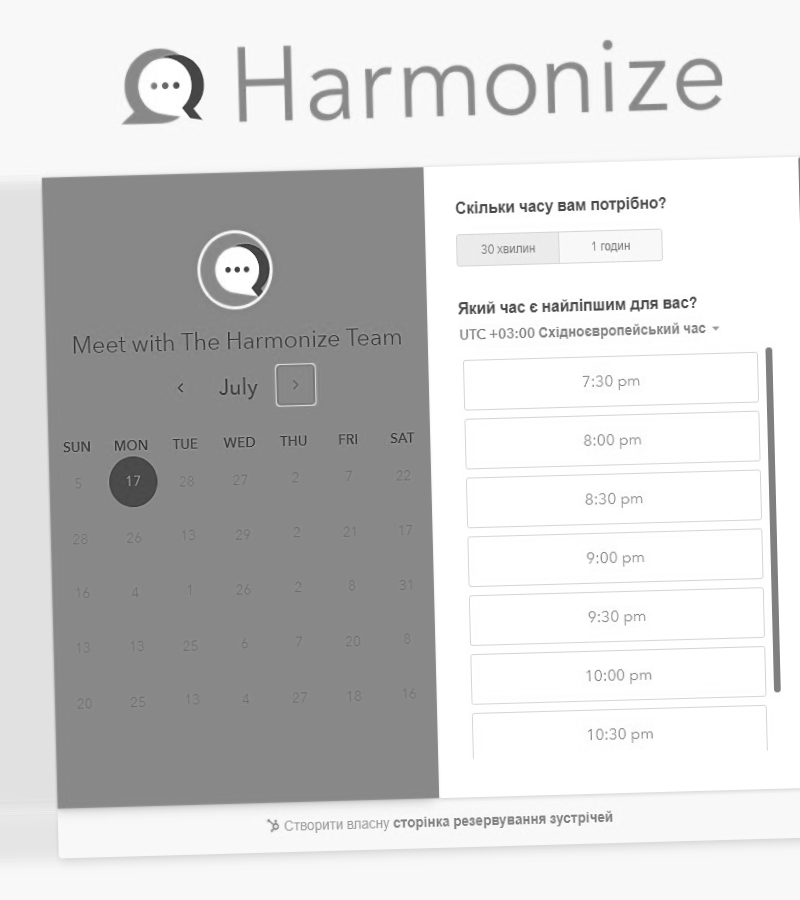 Harmonize
Meet with The Harmonize Team
July
SUN MON TUE WED THU FRI SAT
5 17 28 27 2 7 22
28 26 13 29 2 21 17
16 4 1 26 2 8 31
13 13 25 6 7 20 8
20 25 13 4 27 18 16
Скільки часу вам потрібно?
30 хвилин 1 годин
Який час є найліпшим для вас?
UTC +03:00 Східноєвропейський час
7:30 pm
8:00 pm
8:30 pm
9:00 pm
9:30 pm
10:00 pm
10:30 pm
Створити власну сторінка резервування зустрічей